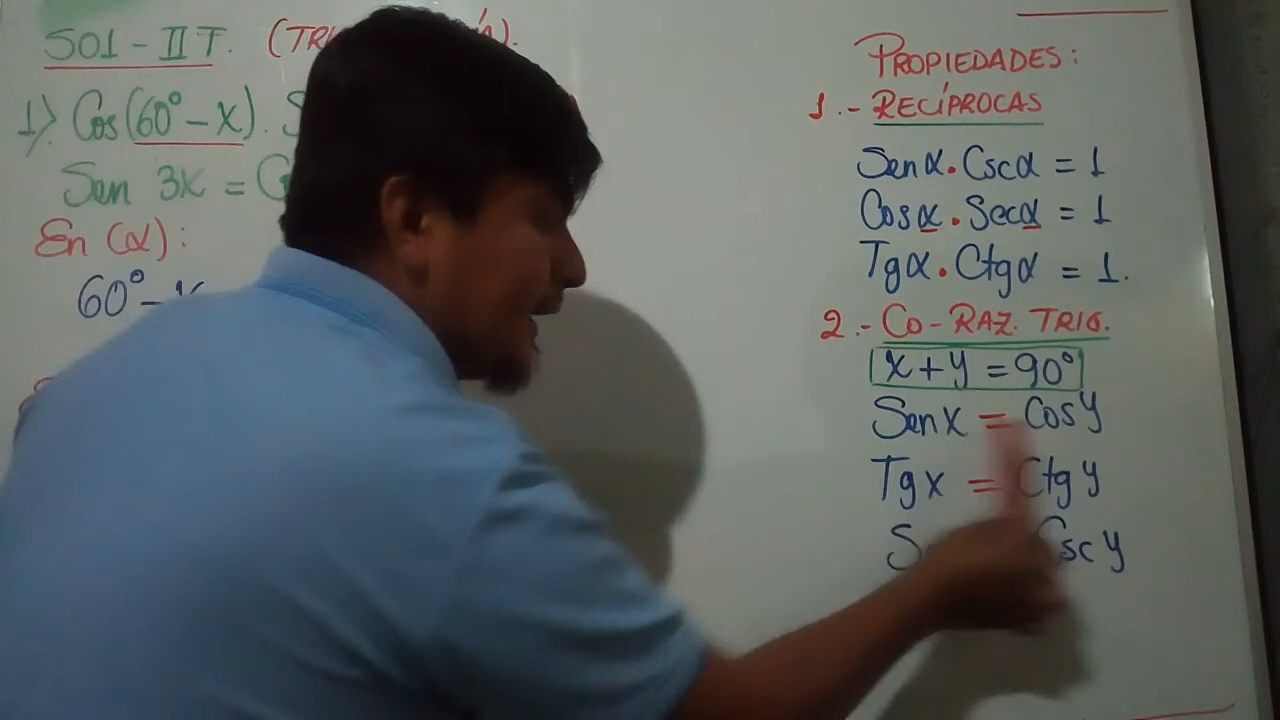 SO1 - II T. (TRI
1) Cos(60° - x) .
Sen 3x =
En (α):
60° -
PROPIEDADES:
1.- RECÍPROCAS
Senα . Cscα = 1
Cosα . Secα = 1
Tgα . Ctgα = 1.
2.- CO-RAZ. TRIG.
x + y = 90°
Sen x = Cos y
Tg x = Ctg y
Csc y